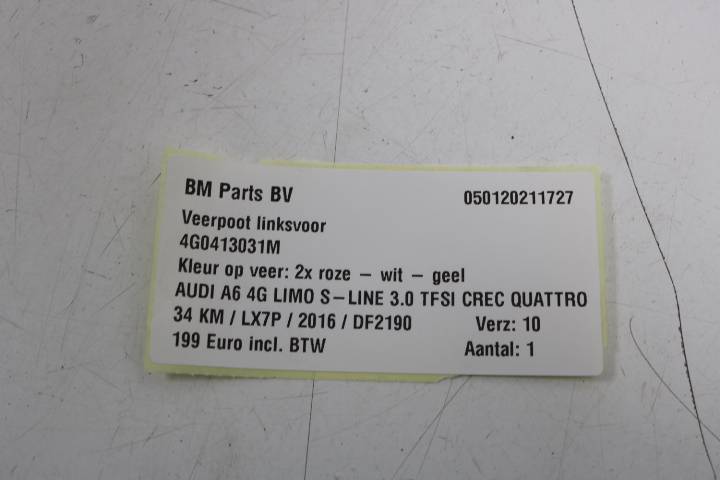 BM Parts BV 050120211727
Veerpoot linksvoor
4G0413031M
Kleur op veer: 2x roze – wit – geel
AUDI A6 4G LIMO S–LINE 3.0 TFSI CREC QUATTRO
34 KM / LX7P / 2016 / DF2190 Verz: 10
199 Euro incl. BTW Aantal: 1